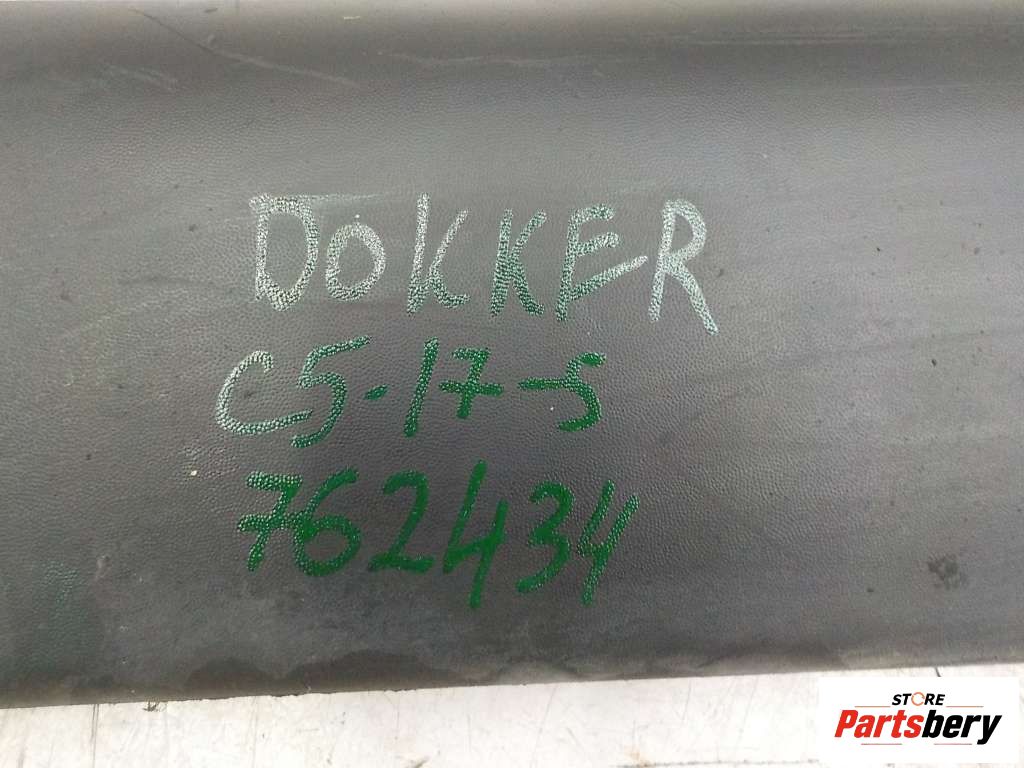 DOKKER
C5-17-5
762434
STORE
Partsbery